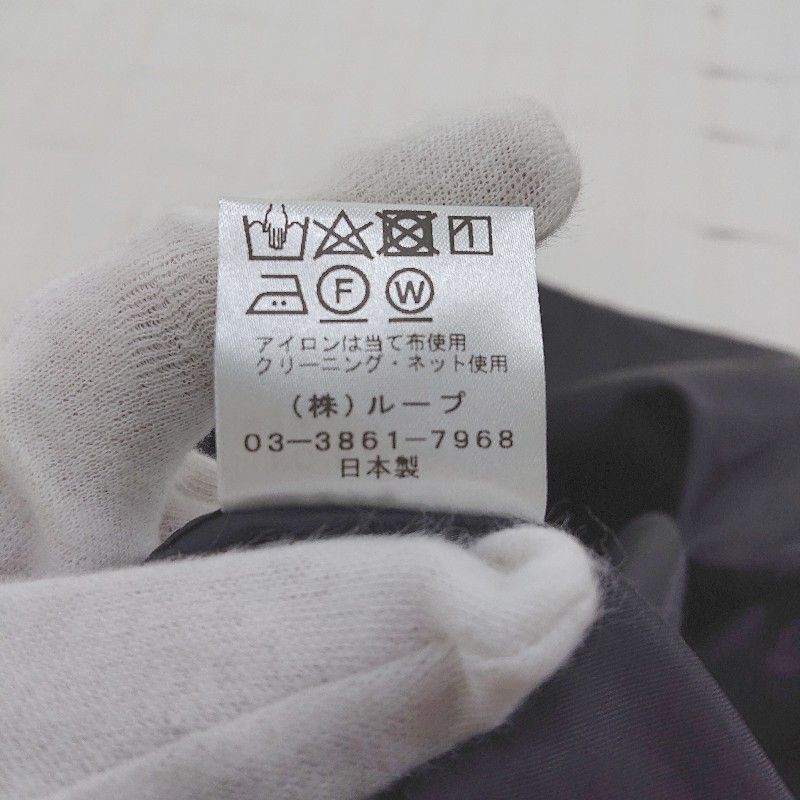 F W
アイロンは当て布使用
クリーニング・ネット使用
(株)ループ
03-3861-7968
日本製